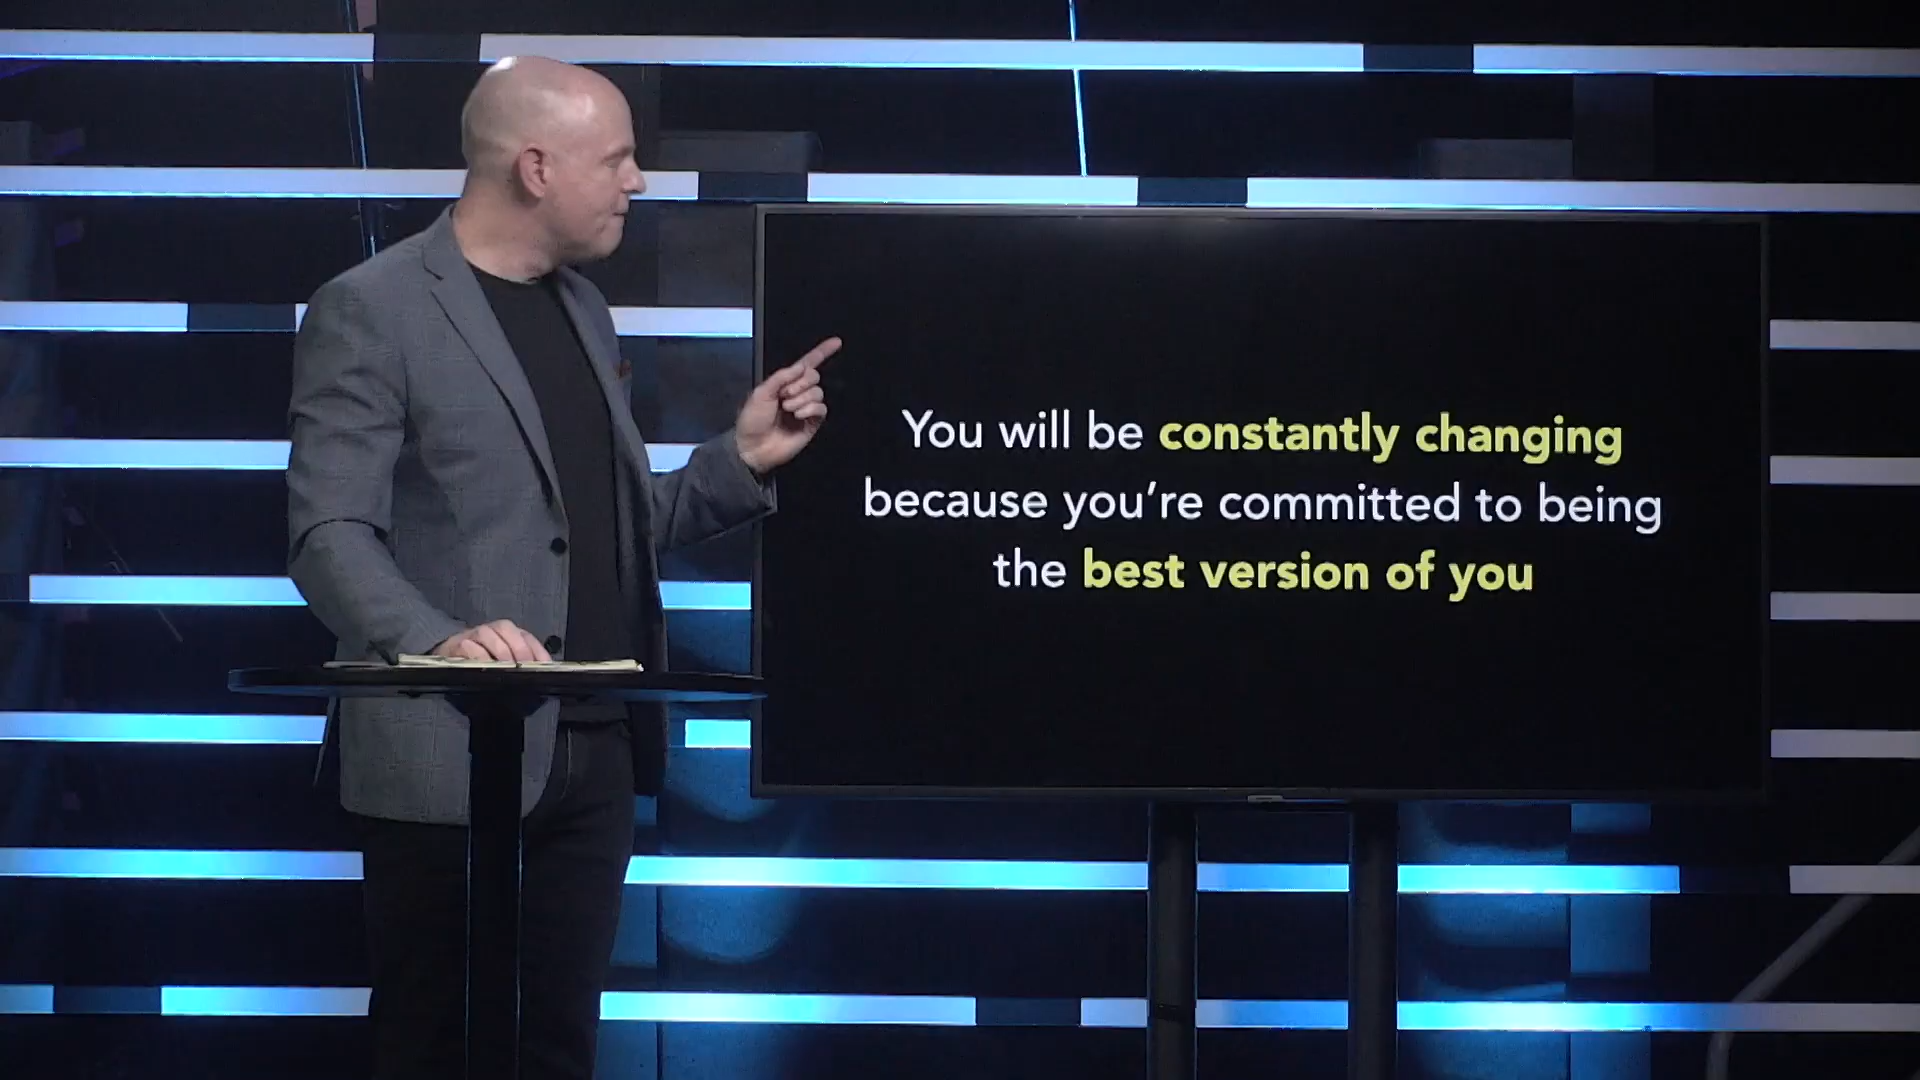 You will be constantly changing
because you’re committed to being
the best version of you